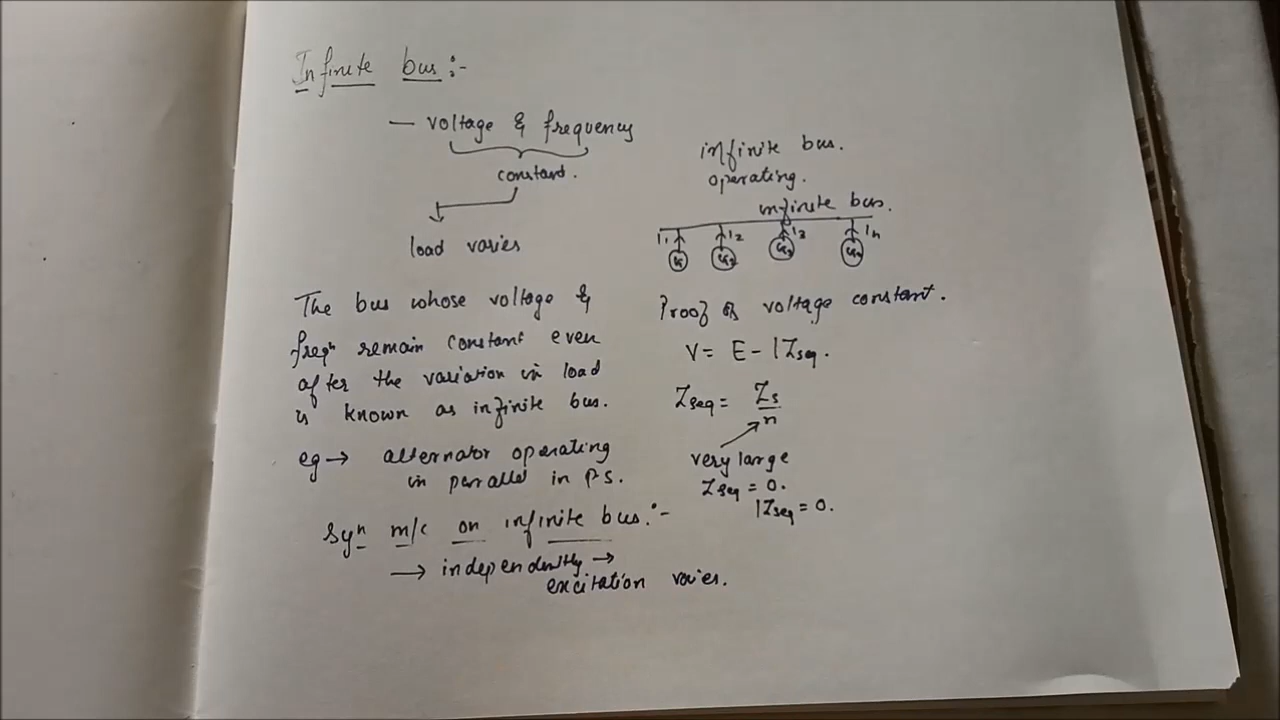 Infinite bus :-
— voltage & frequency
constant.
load varies
The bus whose voltage &
freqⁿ remain constant even
after the variation in load
is known as infinite bus.
eg → alternator operating
in parallel in P.S.
Synⁿ m/c on infinite bus :-
→ independently →
excitation varies.
infinite bus.
operating.
infinite bus.
I₁ I₂ I₃ Iₙ
Proof of voltage constant.
V = E - IZseq.
Zseq = Zs/n
very large
Zseq = 0.
IZseq = 0.